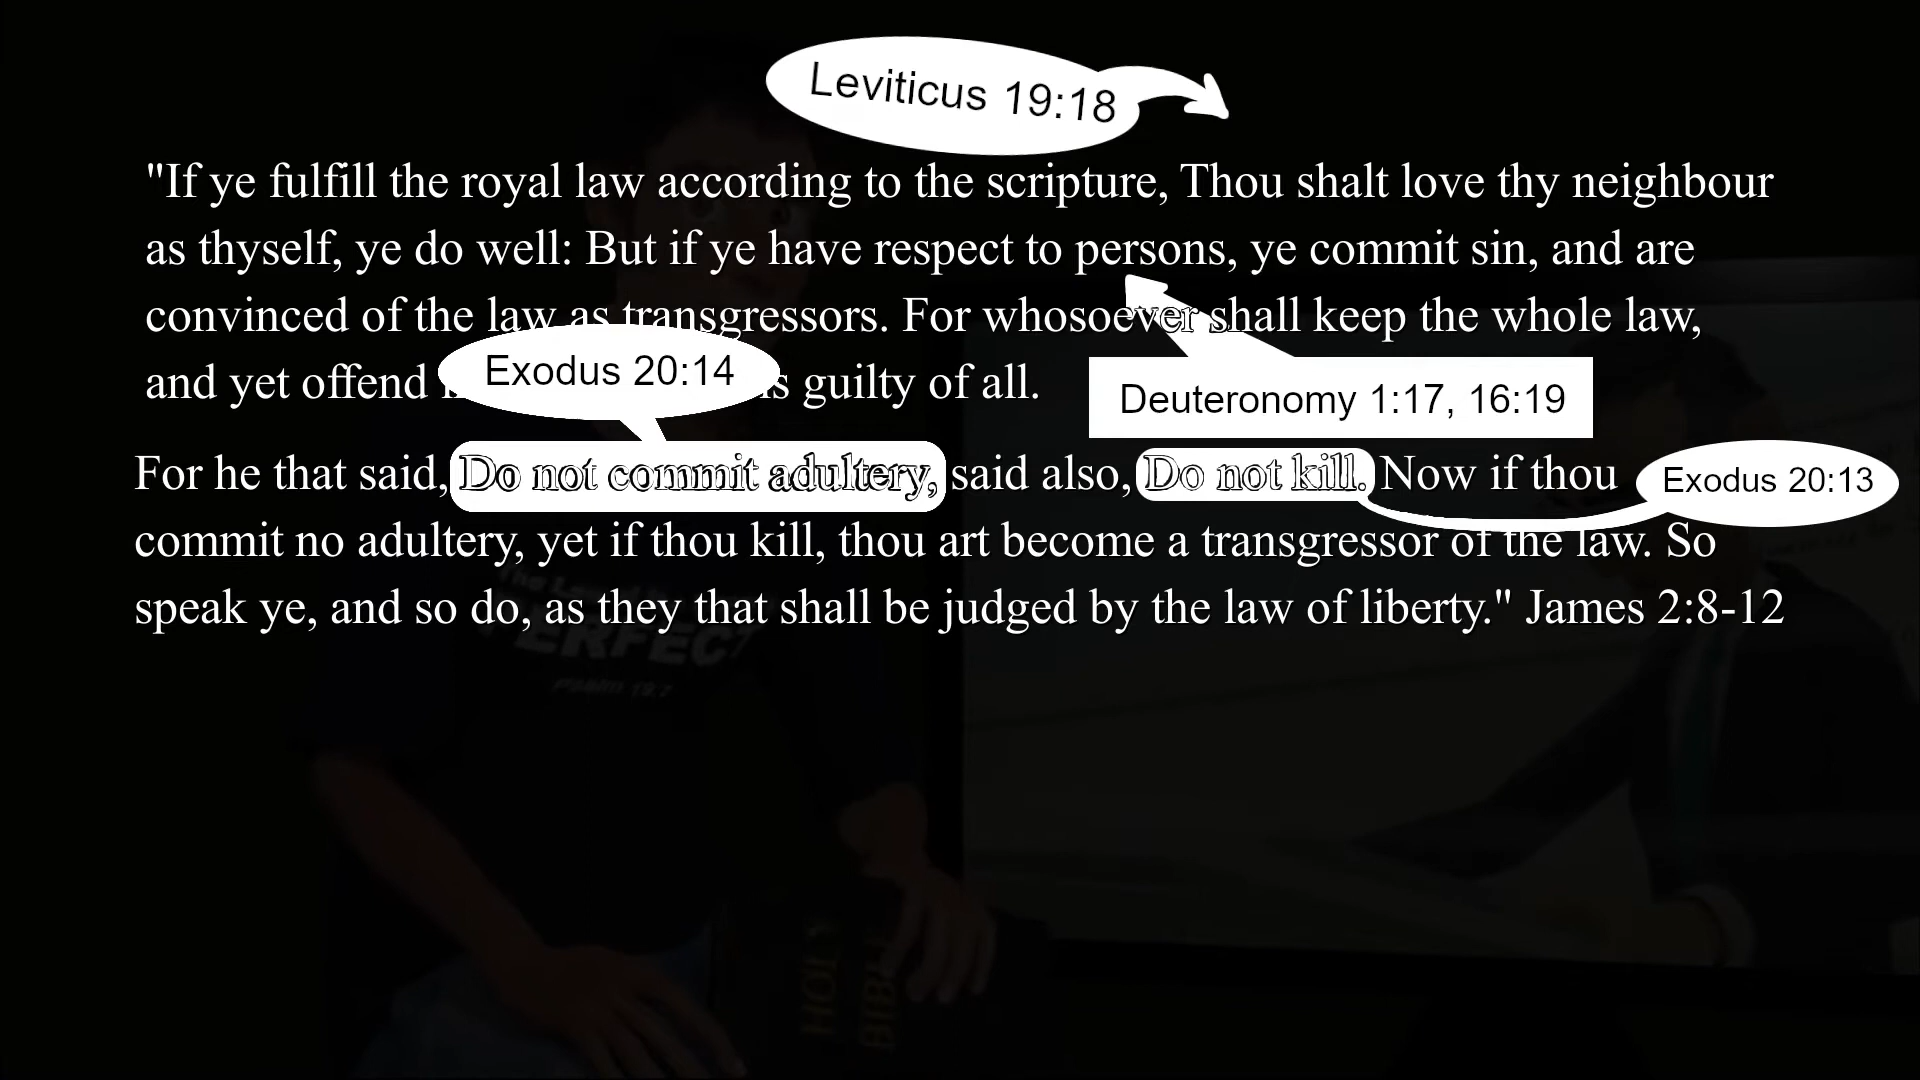 Leviticus 19:18
"If ye fulfill the royal law according to the scripture, Thou shalt love thy neighbour
as thyself, ye do well: But if ye have respect to persons, ye commit sin, and are
convinced of the law as transgressors. For whosoever shall keep the whole law,
and yet offend guilty of all.
Exodus 20:14
Deuteronomy 1:17, 16:19
For he that said, Do not commit adultery, said also, Do not kill. Now if thou
Exodus 20:13
commit no adultery, yet if thou kill, thou art become a transgressor of the law. So
speak ye, and so do, as they that shall be judged by the law of liberty." James 2:8-12
PERFECT
Psalm 19:7
HOLY
BIBLE